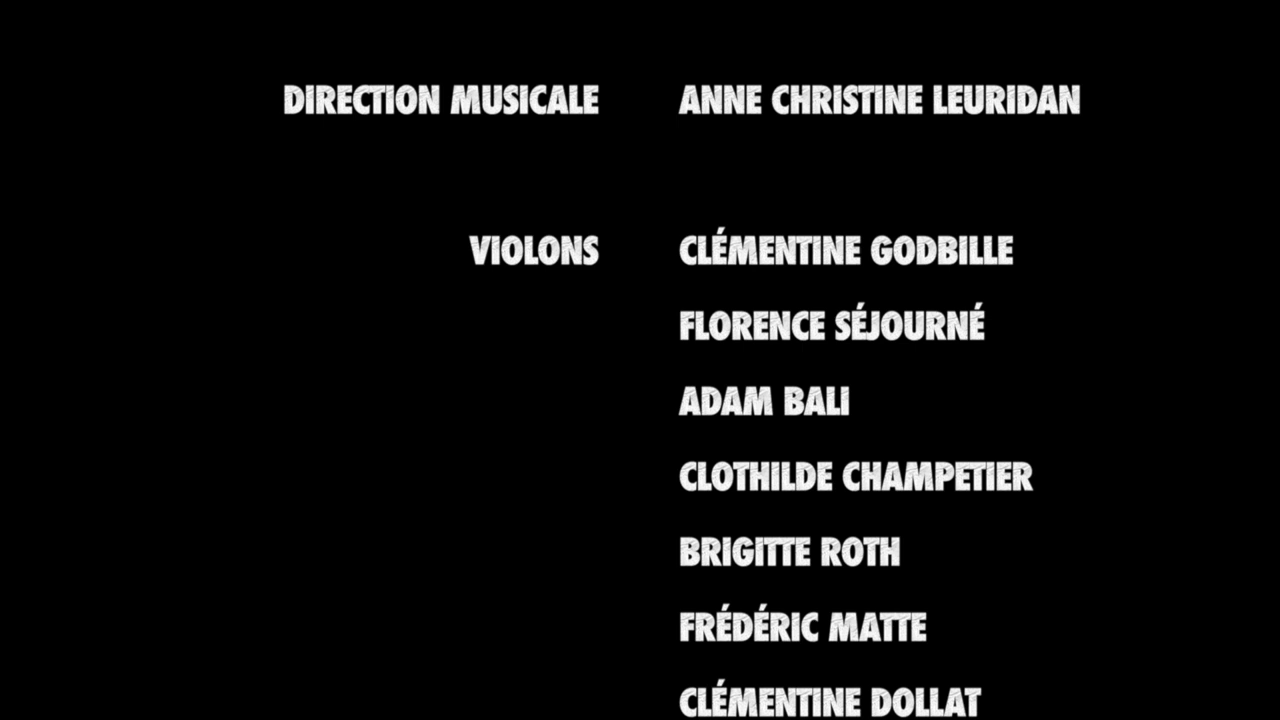 DIRECTION MUSICALE ANNE CHRISTINE LEURIDAN
VIOLONS CLÉMENTINE GODBILLE
FLORENCE SÉJOURNÉ
ADAM BALI
CLOTHILDE CHAMPETIER
BRIGITTE ROTH
FRÉDÉRIC MATTE
CLÉMENTINE DOLLAT